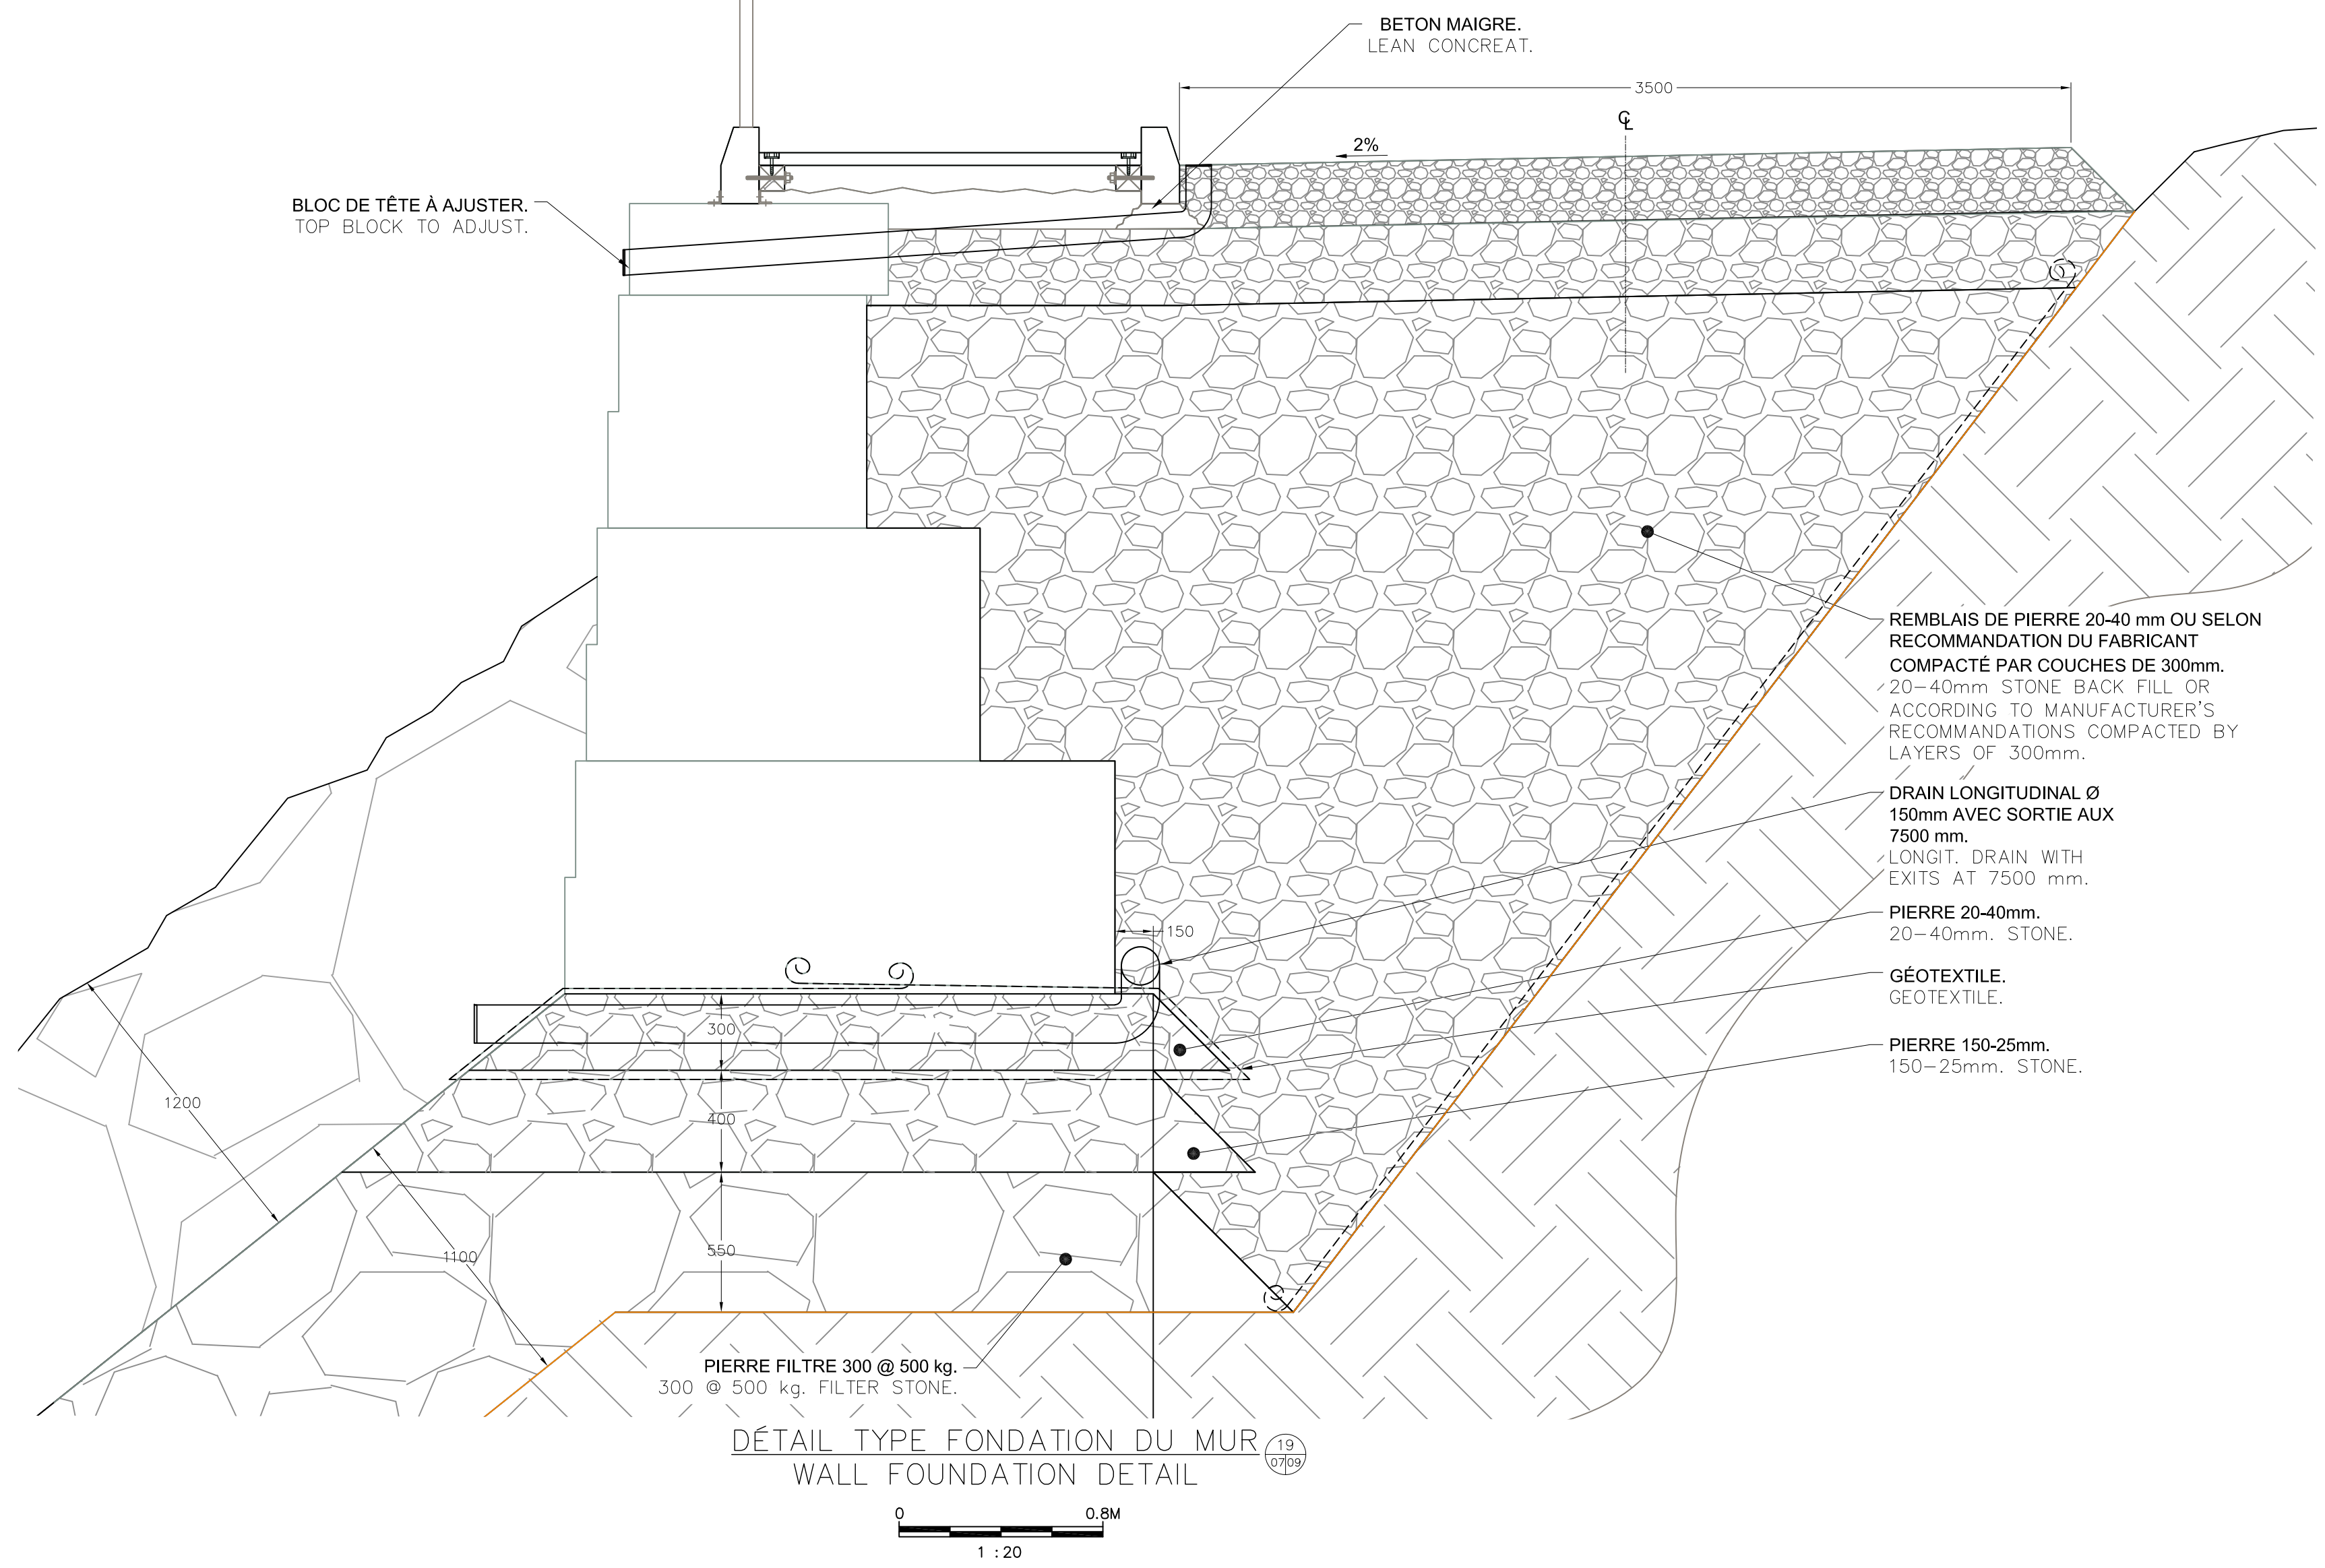 BETON MAIGRE.
LEAN CONCREAT.
3500
℄
2%
BLOC DE TÊTE À AJUSTER.
TOP BLOCK TO ADJUST.
REMBLAIS DE PIERRE 20-40 mm OU SELON
RECOMMANDATION DU FABRICANT
COMPACTÉ PAR COUCHES DE 300mm.
20-40mm STONE BACK FILL OR
ACCORDING TO MANUFACTURER'S
RECOMMANDATIONS COMPACTED BY
LAYERS OF 300mm.
DRAIN LONGITUDINAL Ø
150mm AVEC SORTIE AUX
7500 mm.
LONGIT. DRAIN WITH
EXITS AT 7500 mm.
PIERRE 20-40mm.
20-40mm. STONE.
GÉOTEXTILE.
GEOTEXTILE.
PIERRE 150-25mm.
150-25mm. STONE.
150
300
400
550
1200
1100
PIERRE FILTRE 300 @ 500 kg.
300 @ 500 kg. FILTER STONE.
DÉTAIL TYPE FONDATION DU MUR
WALL FOUNDATION DETAIL
19
07|09
0 0.8M
1 : 20